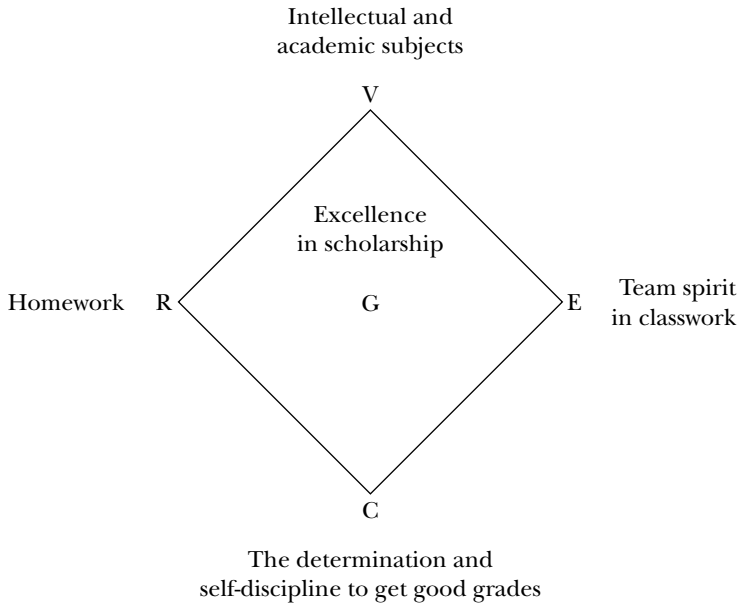 Intellectual and
academic subjects
V
Excellence
in scholarship
Homework R G E Team spirit
in classwork
C
The determination and
self-discipline to get good grades